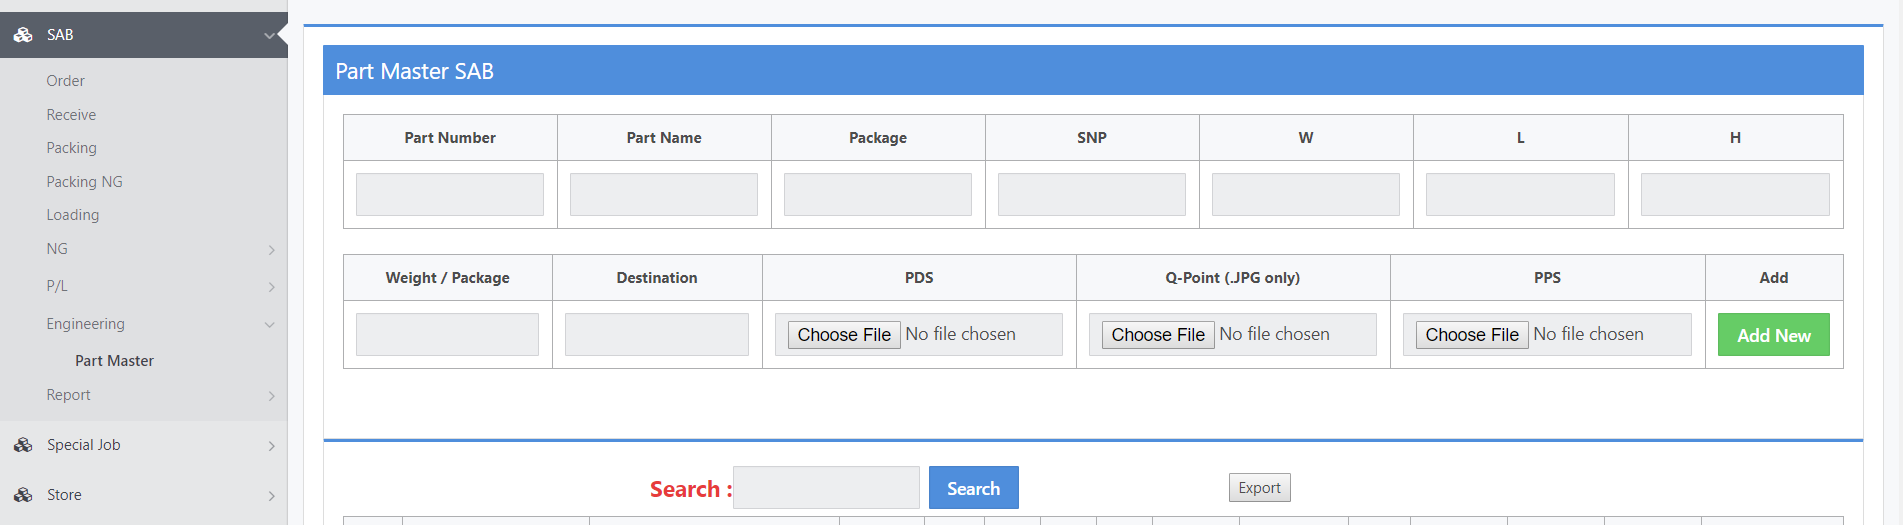 SAB
Order
Receive
Packing
Packing NG
Loading
NG
P/L
Engineering
Part Master
Report
Special Job
Store
Part Master SAB
Part Number Part Name Package SNP W L H
Weight / Package Destination PDS Q-Point (.JPG only) PPS Add
Choose File No file chosen Choose File No file chosen Choose File No file chosen Add New
Search : Search Export